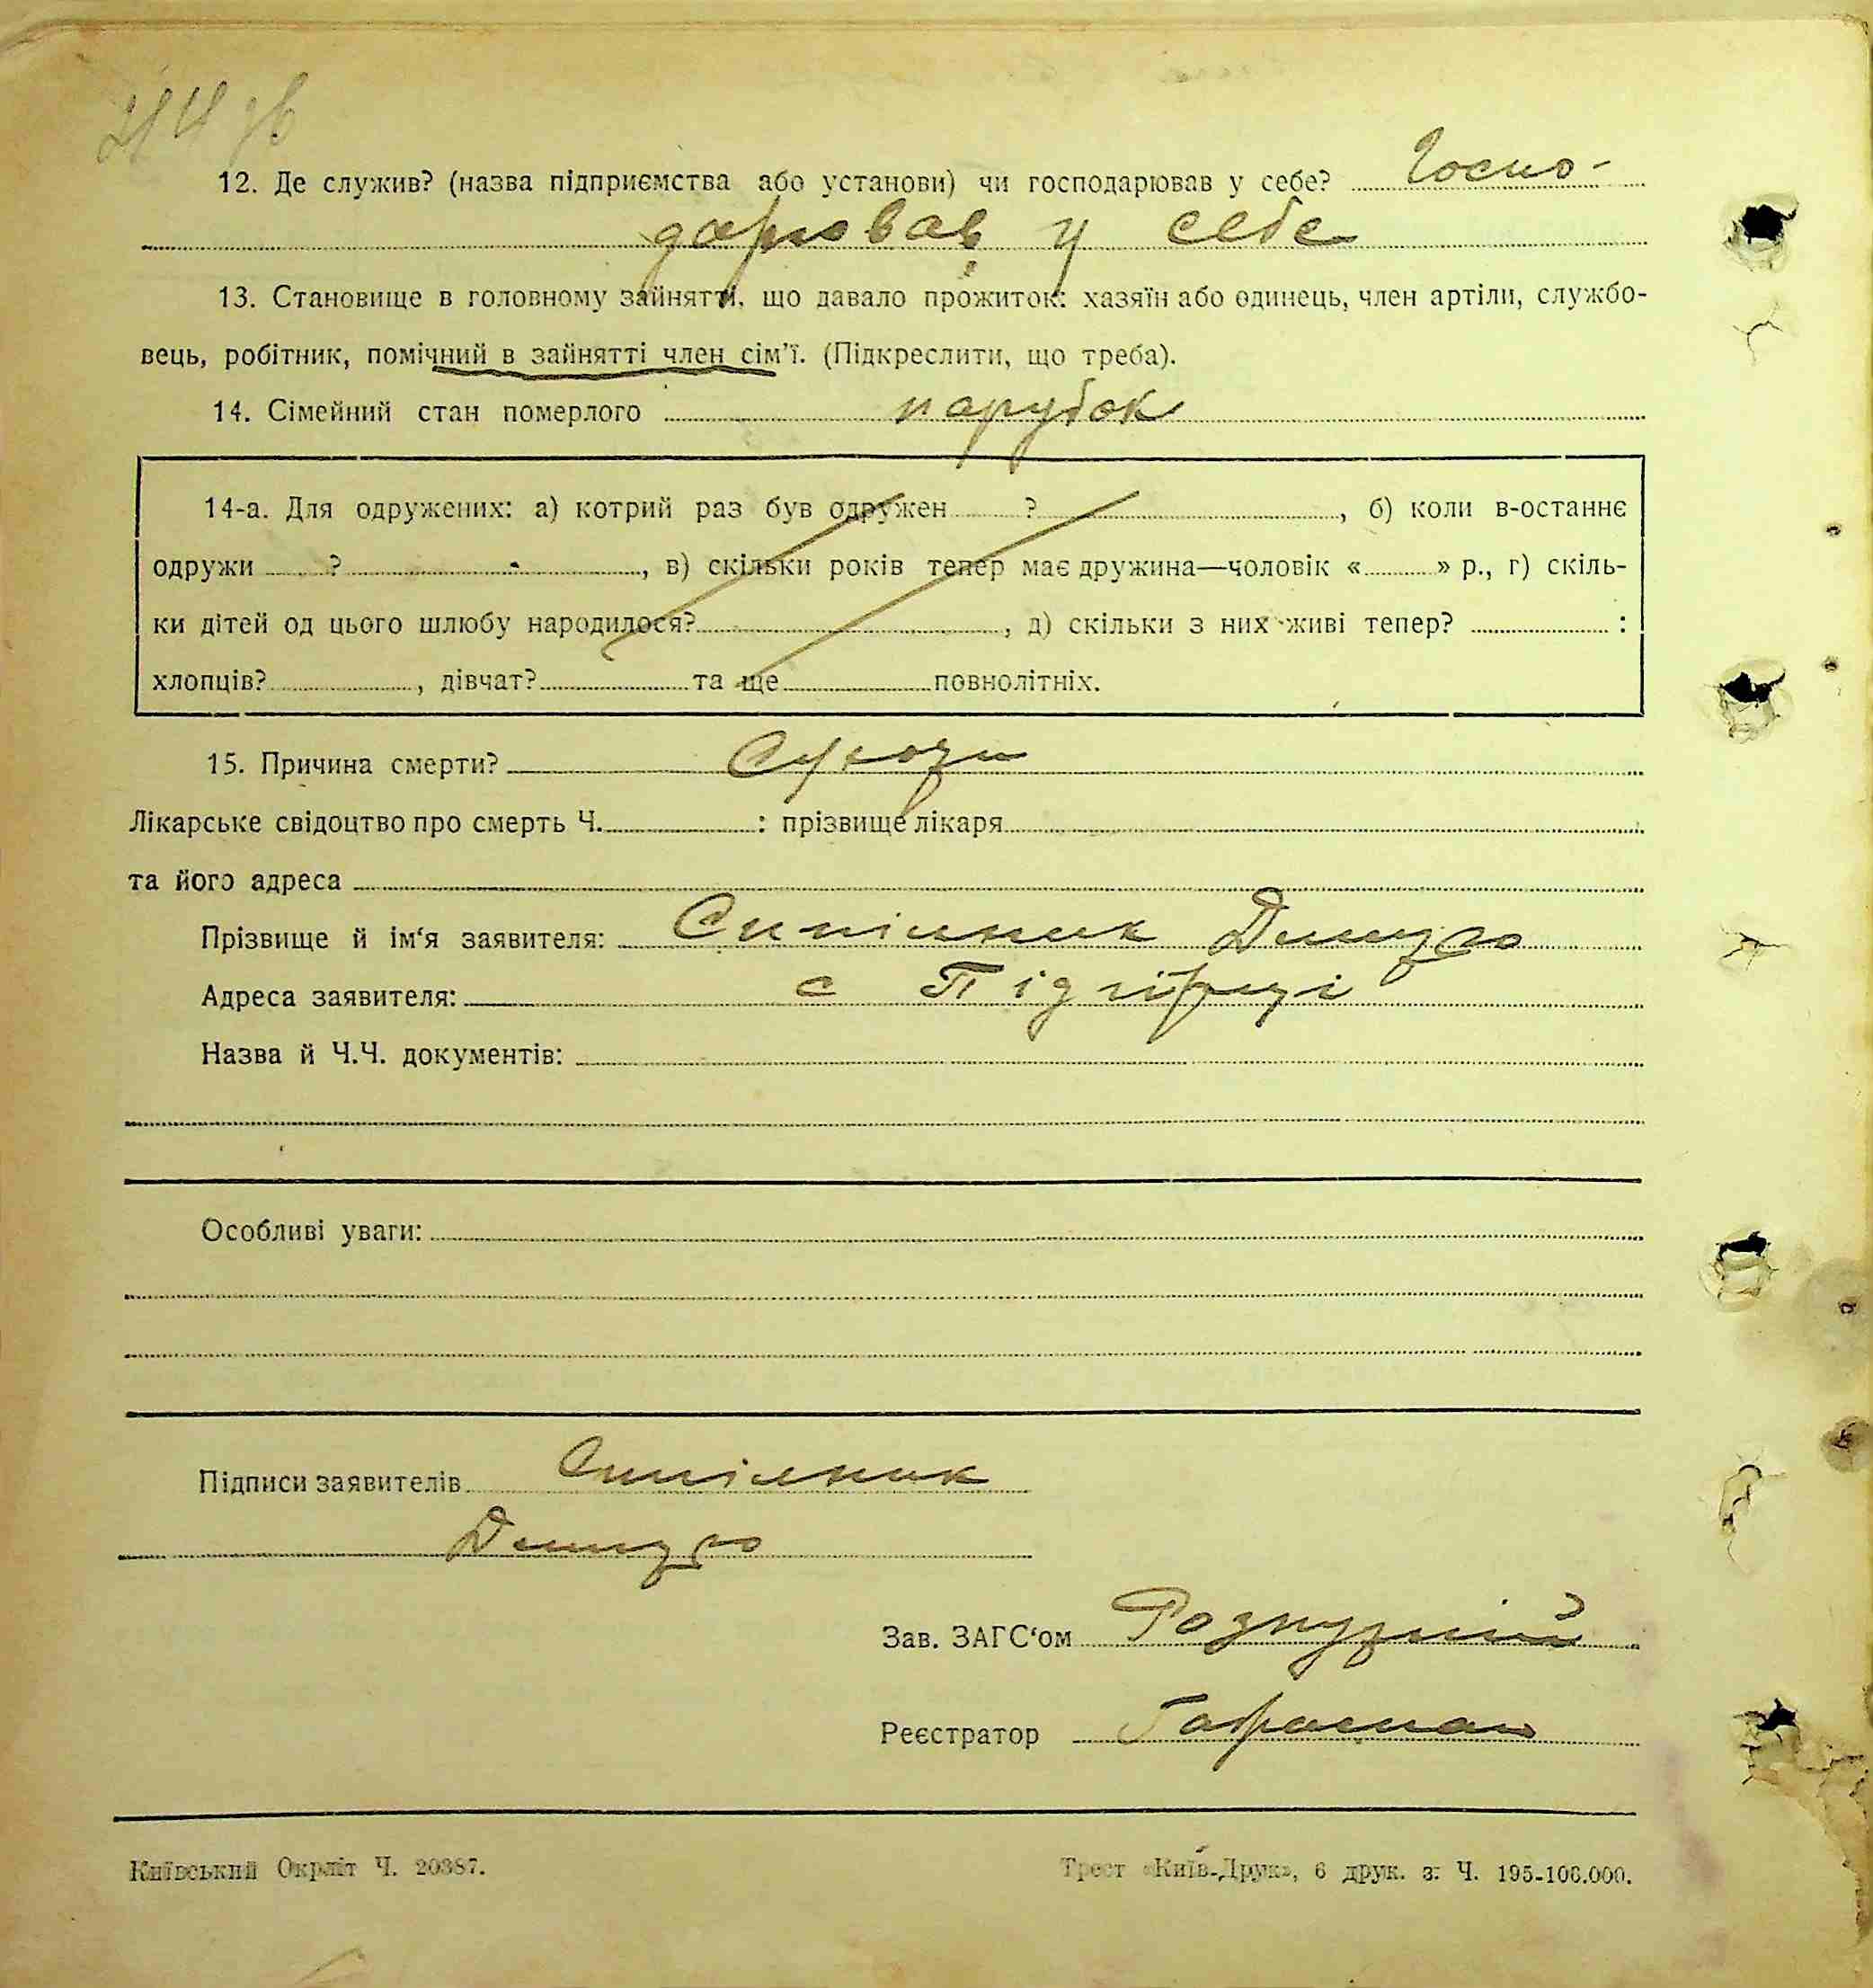 214 зв
12. Де служив? (назва підприємства або установи) чи господарював у себе? Госпо-
дарював у себе
13. Становище в головному зайнятті, що давало прожиток: хазяїн або одинець, член артіли, службо-
вець, робітник, помічний в зайнятті член сім'ї. (Підкреслити, що треба).
14. Сімейний стан померлого парубок
14-а. Для одружених: а) котрий раз був одружен ? , б) коли в-останнє
одружи ? , в) скільки років тепер має дружина—чоловік « » р., г) скіль-
ки дітей од цього шлюбу народилося? , д) скільки з них живі тепер? :
хлопців? , дівчат? та ще повнолітніх.
15. Причина смерти? Сухоти
Лікарське свідоцтво про смерть Ч. : прізвище лікаря
та його адреса
Прізвище й ім'я заявителя: Дмитро
Адреса заявителя: с Підгірці
Назва й Ч.Ч. документів:
Особливі уваги:
Підписи заявителів
Дмитро
Зав. ЗАГС'ом Розпутній
Реєстратор
Київський Окрліт Ч. 20387.
Трест «Київ-Друк», 6 друк. з. Ч. 195-106.000.